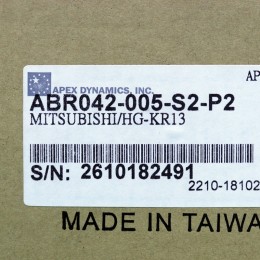 APEX DYNAMICS, INC.
AP
ABR042-005-S2-P2
MITSUBISHI/HG-KR13
S/N: 2610182491
2210-18102
MADE IN TAIWA